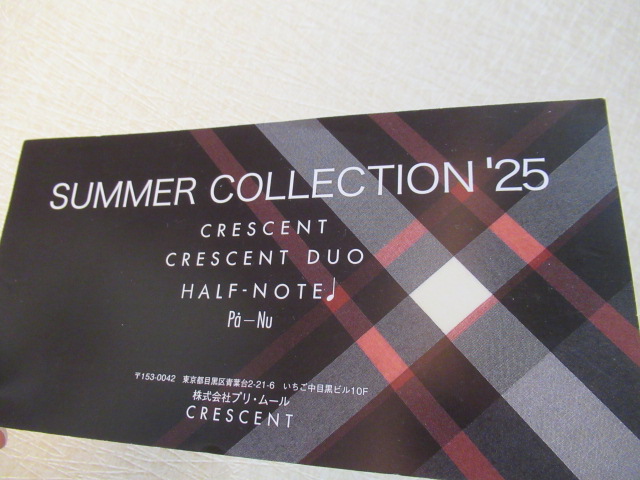 SUMMER COLLECTION '25
CRESCENT
CRESCENT DUO
HALF-NOTE
Pá–Nu
〒153-0042 東京都目黒区青葉台2-21-6 いちご中目黒ビル10F
株式会社プリ・ムール
CRESCENT